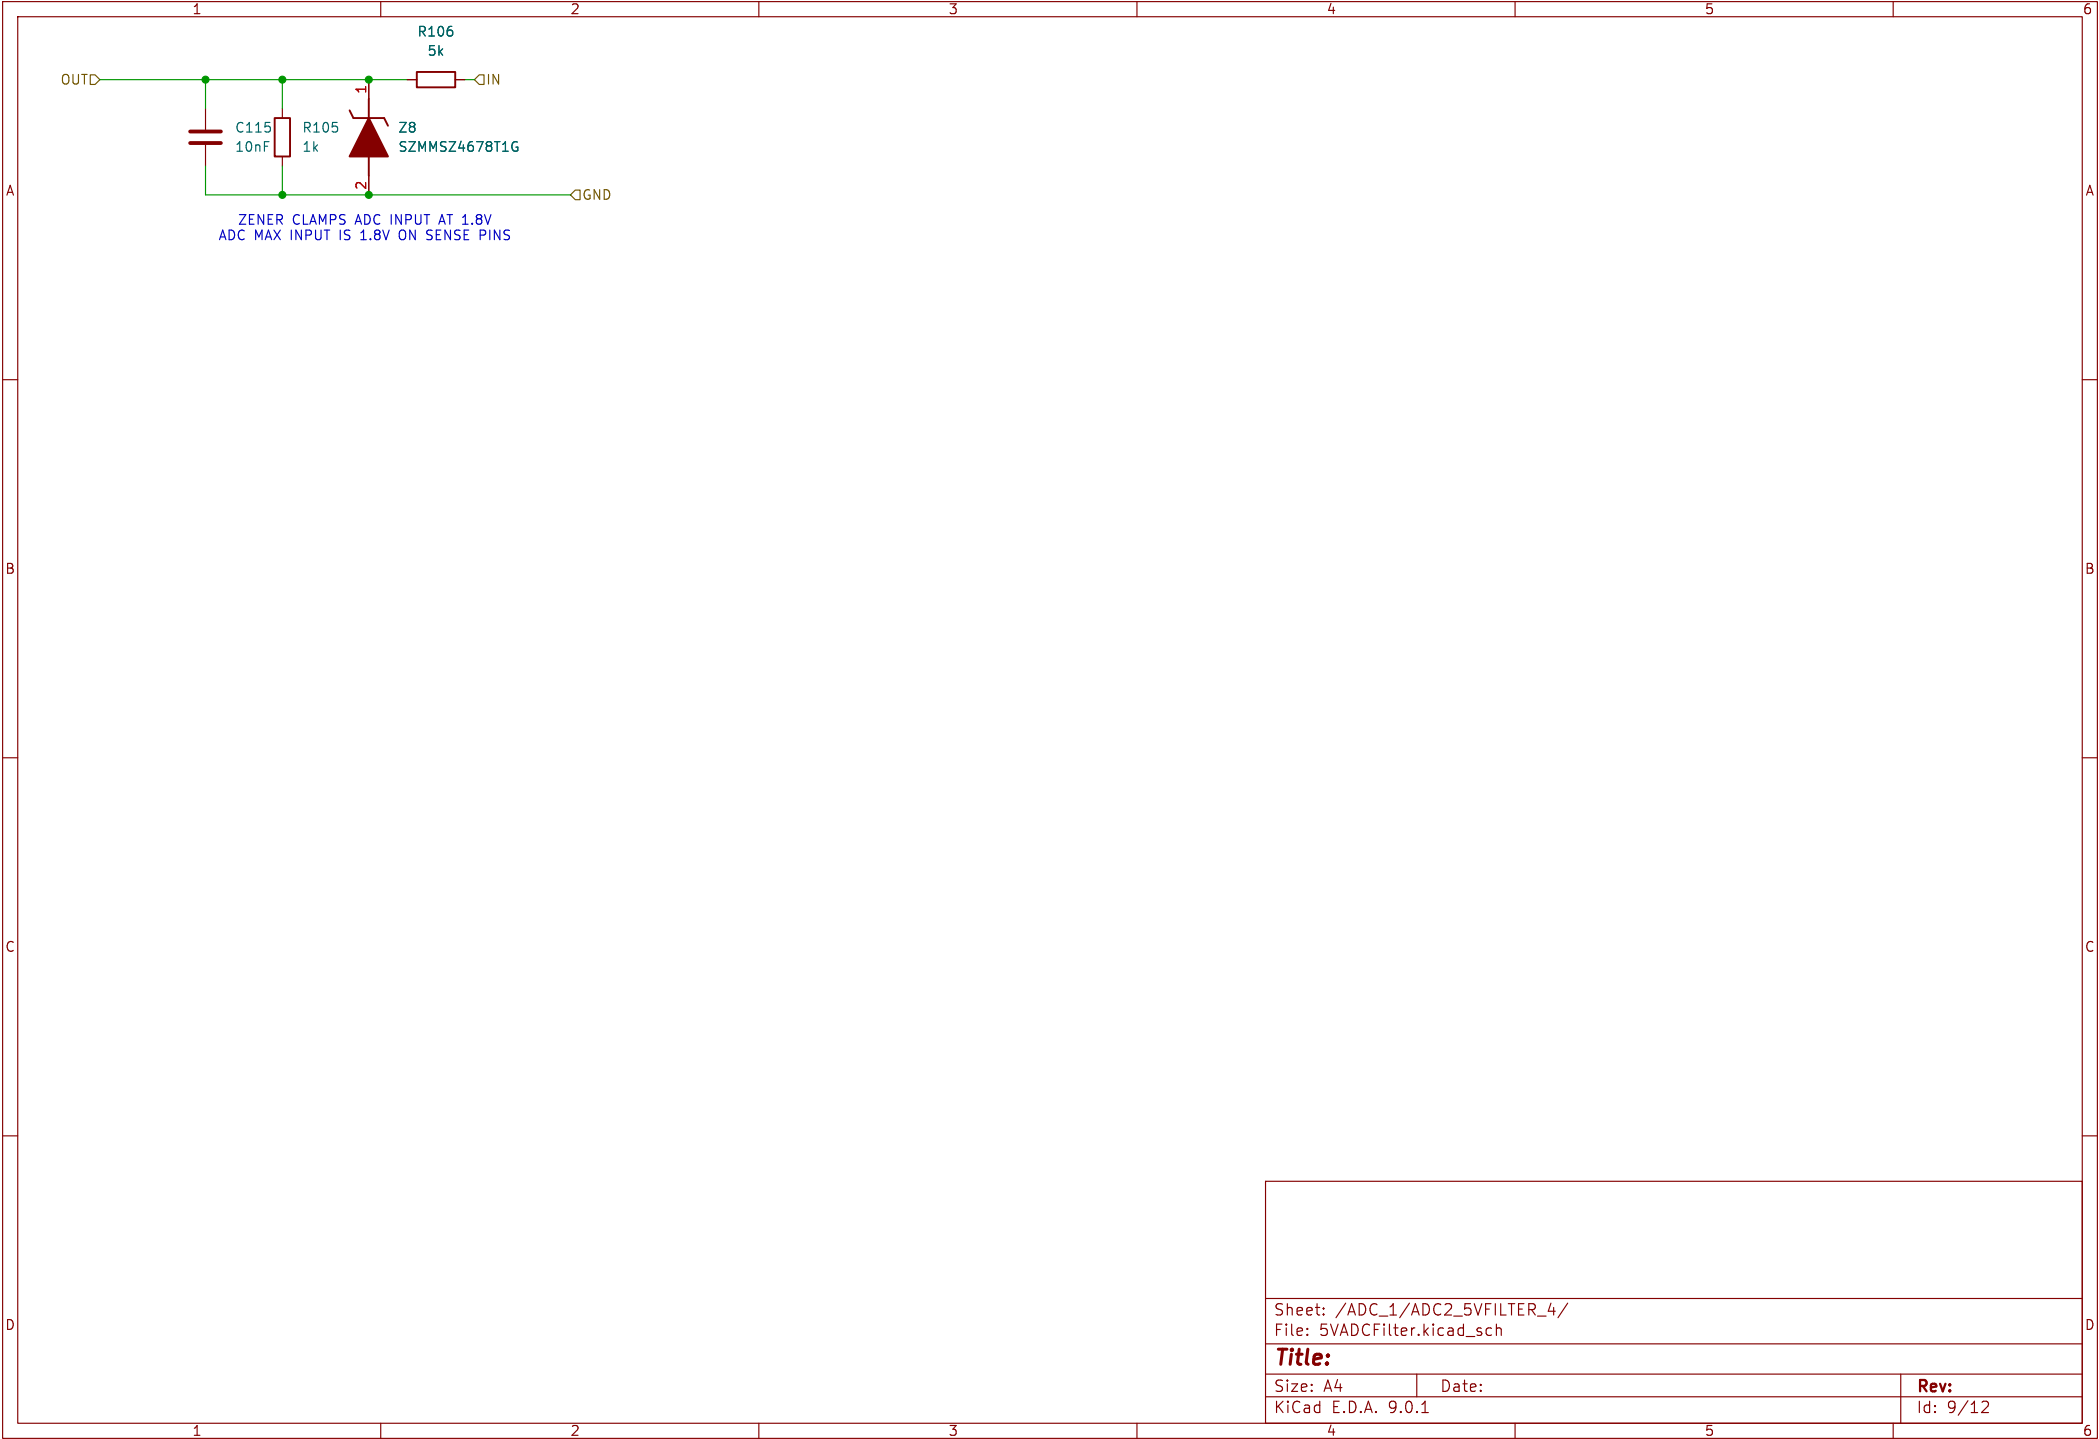 1 2 3 4 5 6
R106
5k
OUT
IN
1
C115
10nF
R105
1k
Z8
SZMMSZ4678T1G
2
GND
ZENER CLAMPS ADC INPUT AT 1.8V
ADC MAX INPUT IS 1.8V ON SENSE PINS
A A
B B
C C
D D
Sheet: /ADC_1/ADC2_5VFILTER_4/
File: 5VADCFilter.kicad_sch
Title:
Size: A4 Date: Rev:
KiCad E.D.A. 9.0.1 Id: 9/12
1 2 3 4 5 6